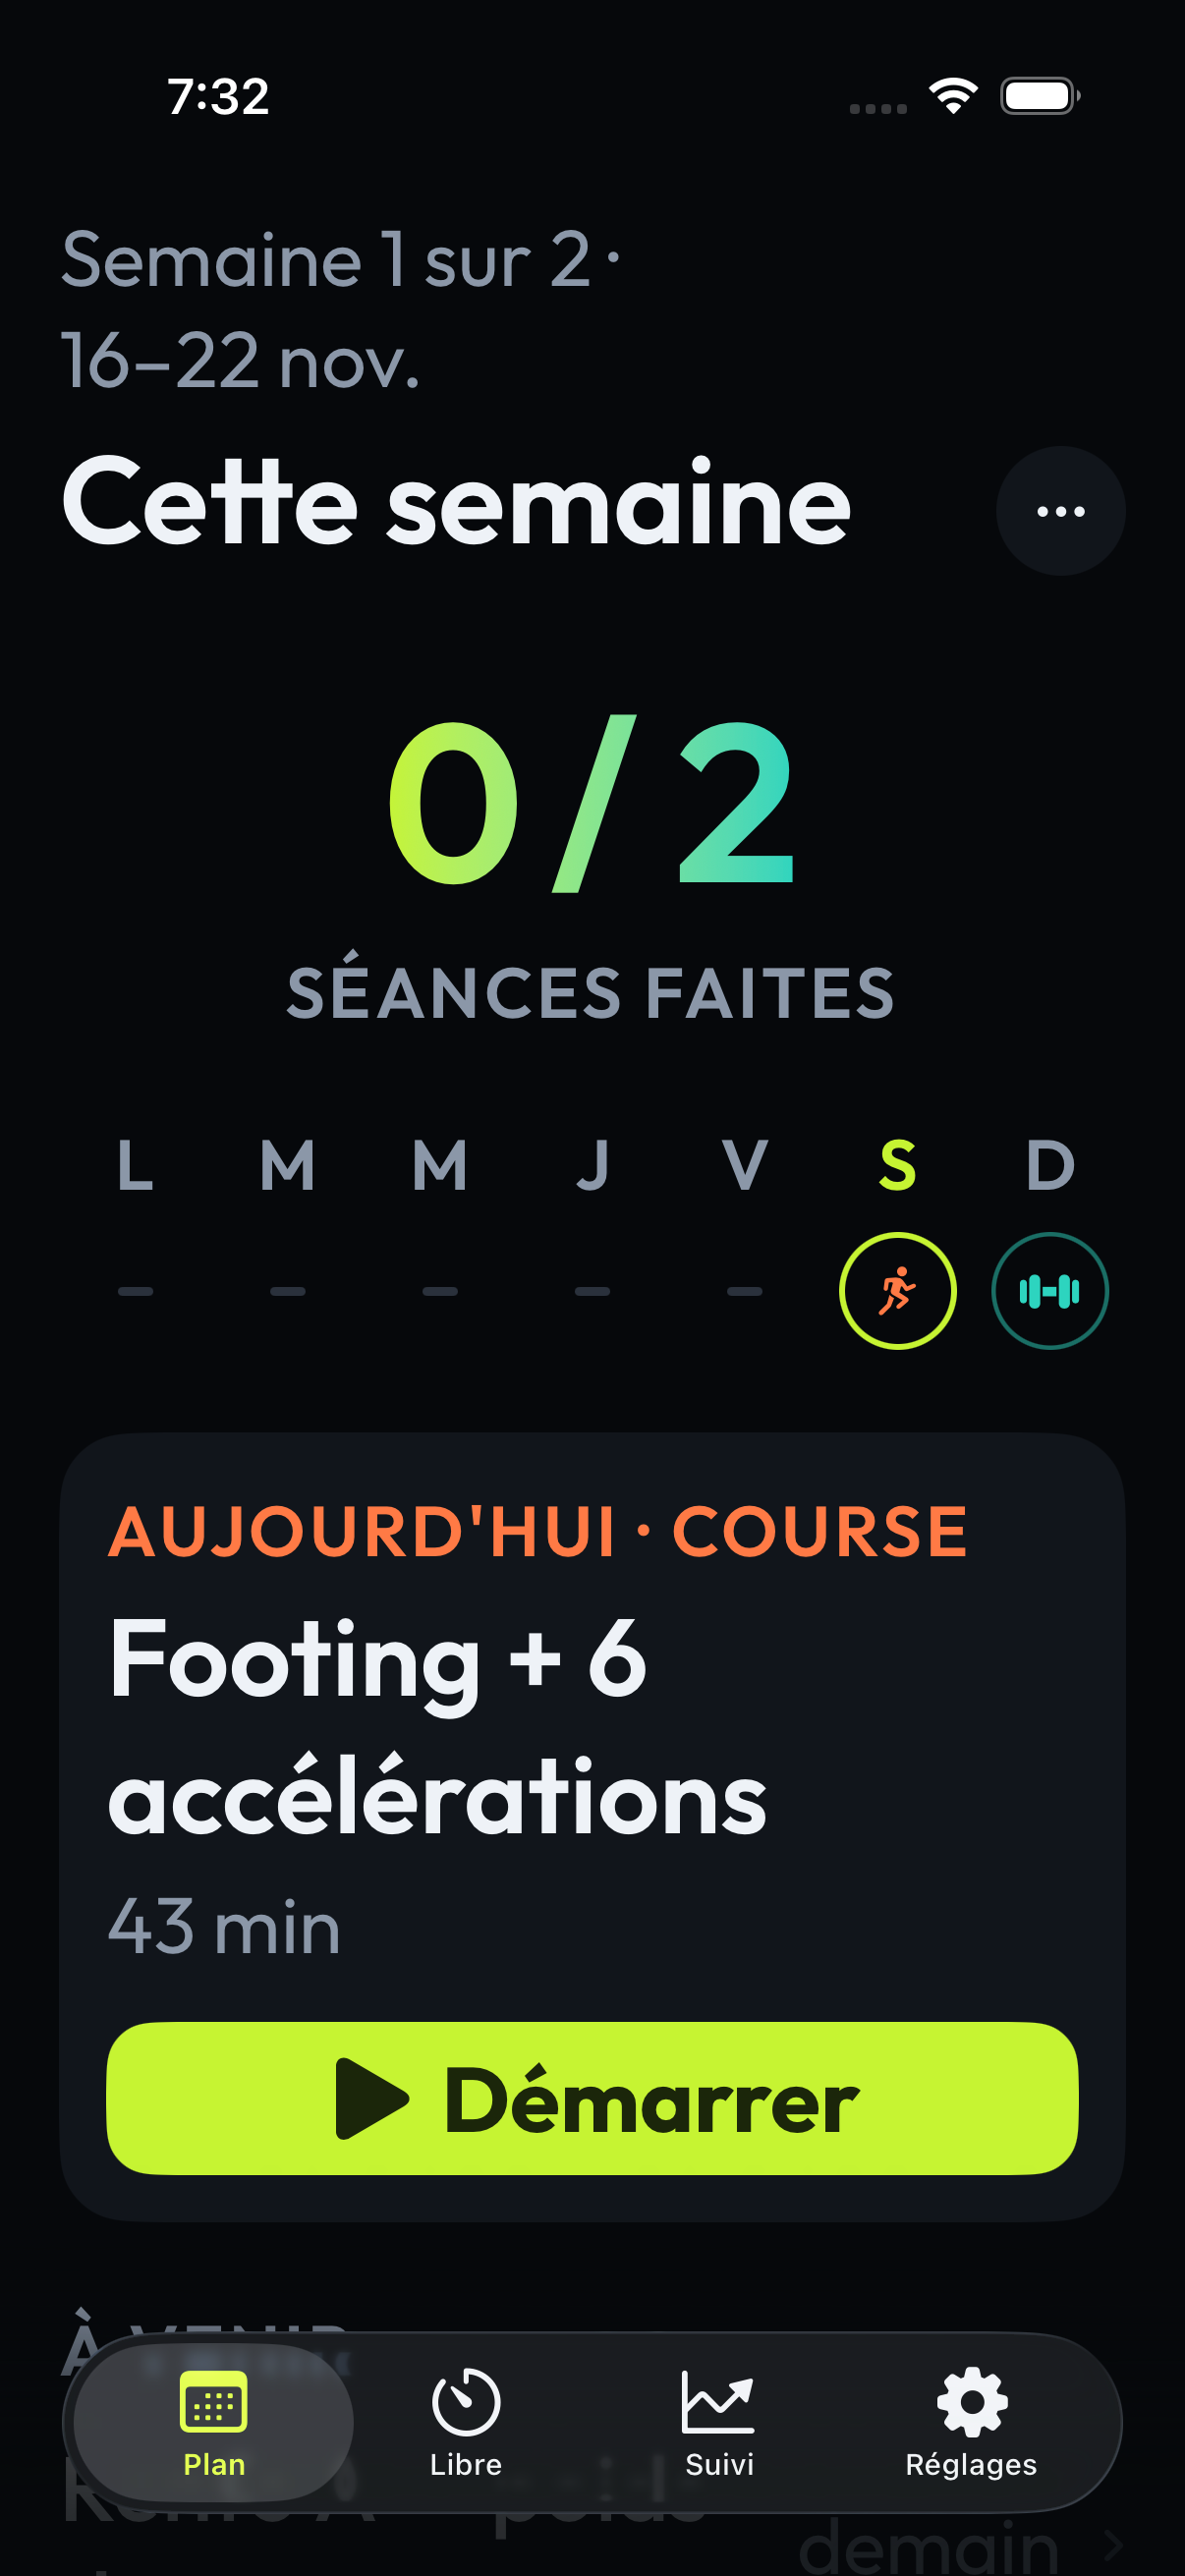 7:32
Semaine 1 sur 2 ·
16–22 nov.
Cette semaine
0/2
SÉANCES FAITES
L M M J V S D
AUJOURD'HUI · COURSE
Footing + 6
accélérations
43 min
Démarrer
À VENIR
demain
Plan Libre Suivi Réglages